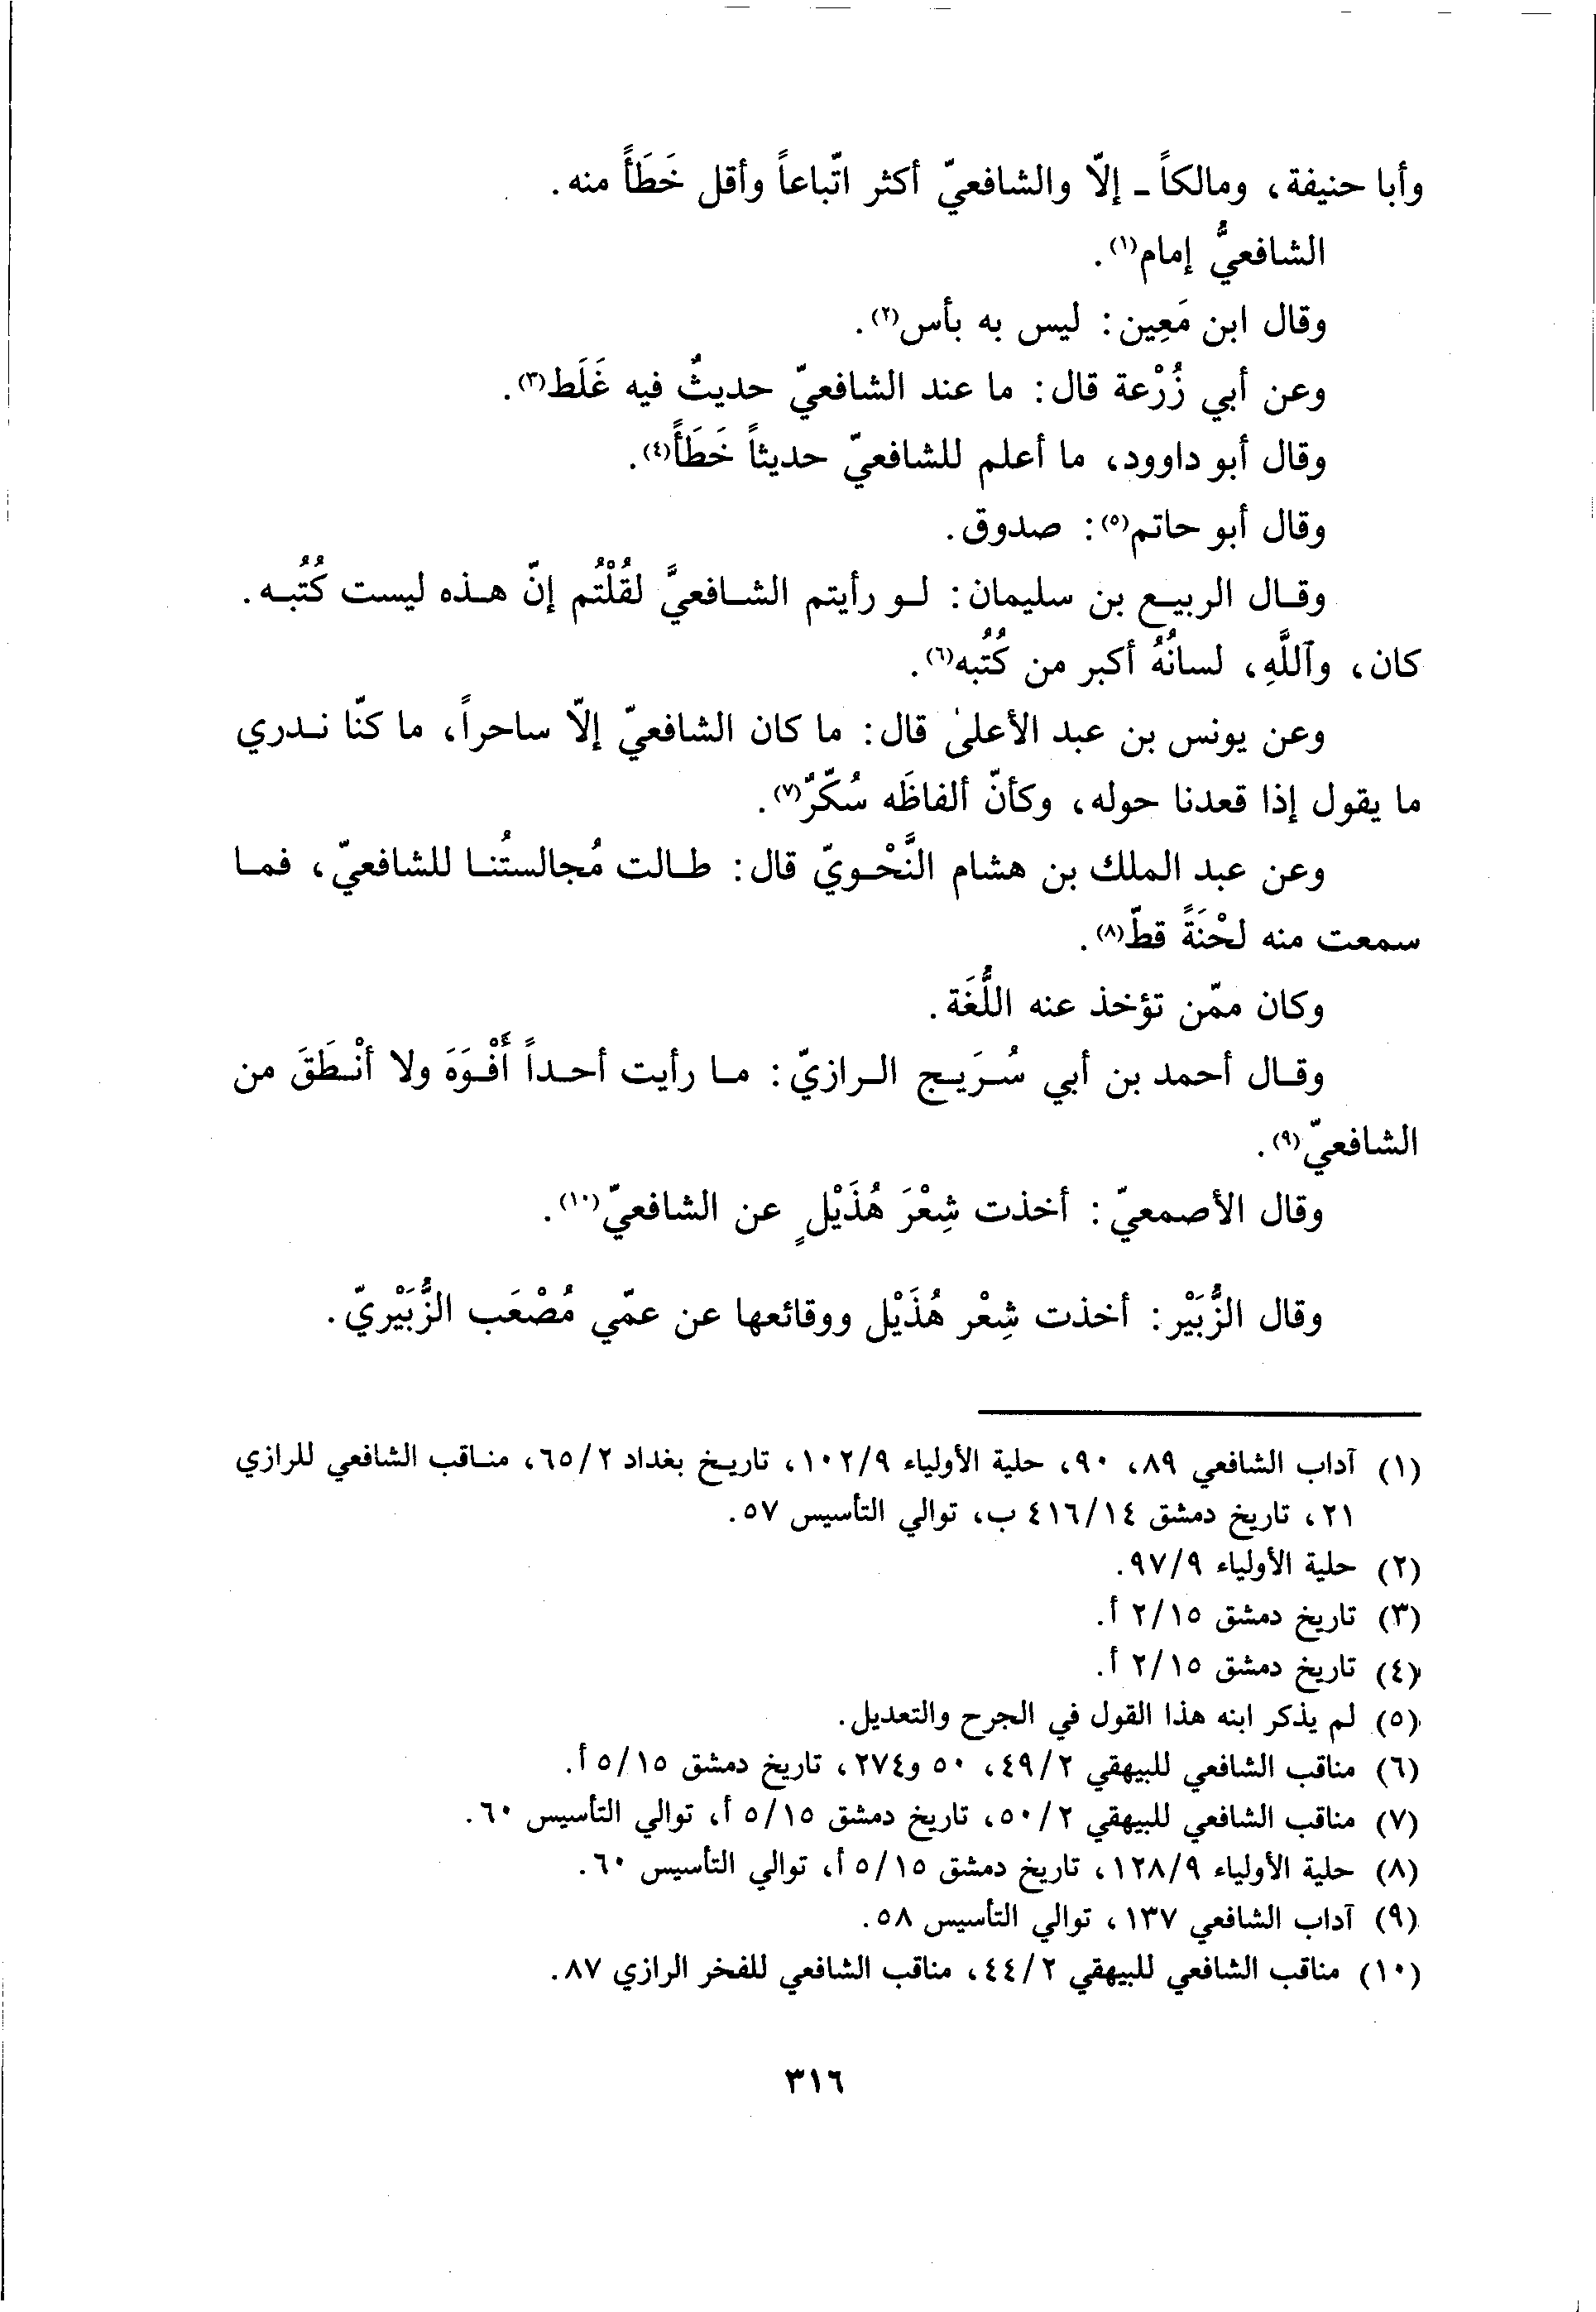 وأبا حنيفة، ومالكاً - إلّا والشافعيّ أكثر اتّباعاً وأقل خَطَأً منه.
الشافعيُّ إمام(١).
وقال ابن مَعِين: ليس به بأس(٢).
وعن أبي زُرْعة قال: ما عند الشافعيّ حديثٌ فيه غَلَط(٣).
وقال أبو داوود، ما أعلم للشافعيّ حديثاً خَطَأً(٤).
وقال أبو حاتم(٥): صدوق.
وقال الربيع بن سليمان: لو رأيتم الشافعيَّ لقُلْتُم إنّ هذه ليست كُتُبه.
كان، وٱللَّهِ، لسانُهُ أكبر من كُتُبه(٦).
وعن يونس بن عبد الأعلىٰ قال: ما كان الشافعيّ إلّا ساحراً، ما كنّا ندري
ما يقول إذا قعدنا حوله، وكأنّ ألفاظَه سُكّرٌ(٧).
وعن عبد الملك بن هشام النَّحْويّ قال: طالت مُجالستُنا للشافعيّ، فما
سمعت منه لحْنَةً قطّ(٨).
وكان ممّن تؤخذ عنه اللُّغَة.
وقال أحمد بن أبي سُرَيج الرازيّ: ما رأيت أحداً أَفْوَهَ ولا أنْطَقَ من
الشافعيّ(٩).
وقال الأصمعيّ: أخذت شِعْرَ هُذَيْلٍ عن الشافعيّ(١٠).
وقال الزُّبَيْر: أخذت شِعْر هُذَيْل ووقائعها عن عمّي مُصْعَب الزُّبَيْريّ.
(١) آداب الشافعي ٨٩، ٩٠، حلية الأولياء ١٠٢/٩، تاريخ بغداد ٦٥/٢، مناقب الشافعي للرازي
٢١، تاريخ دمشق ٤١٦/١٤ ب، توالي التأسيس ٥٧.
(٢) حلية الأولياء ٩٧/٩.
(٣) تاريخ دمشق ٢/١٥ أ.
(٤) تاريخ دمشق ٢/١٥ أ.
(٥) لم يذكر ابنه هذا القول في الجرح والتعديل.
(٦) مناقب الشافعي للبيهقي ٤٩/٢، ٥٠ و٢٧٤، تاريخ دمشق ٥/١٥ أ.
(٧) مناقب الشافعي للبيهقي ٥٠/٢، تاريخ دمشق ٥/١٥ أ، توالي التأسيس ٦٠.
(٨) حلية الأولياء ١٢٨/٩، تاريخ دمشق ٥/١٥ أ، توالي التأسيس ٦٠.
(٩) آداب الشافعي ١٣٧، توالي التأسيس ٥٨.
(١٠) مناقب الشافعي للبيهقي ٤٤/٢، مناقب الشافعي للفخر الرازي ٨٧.
٣١٦